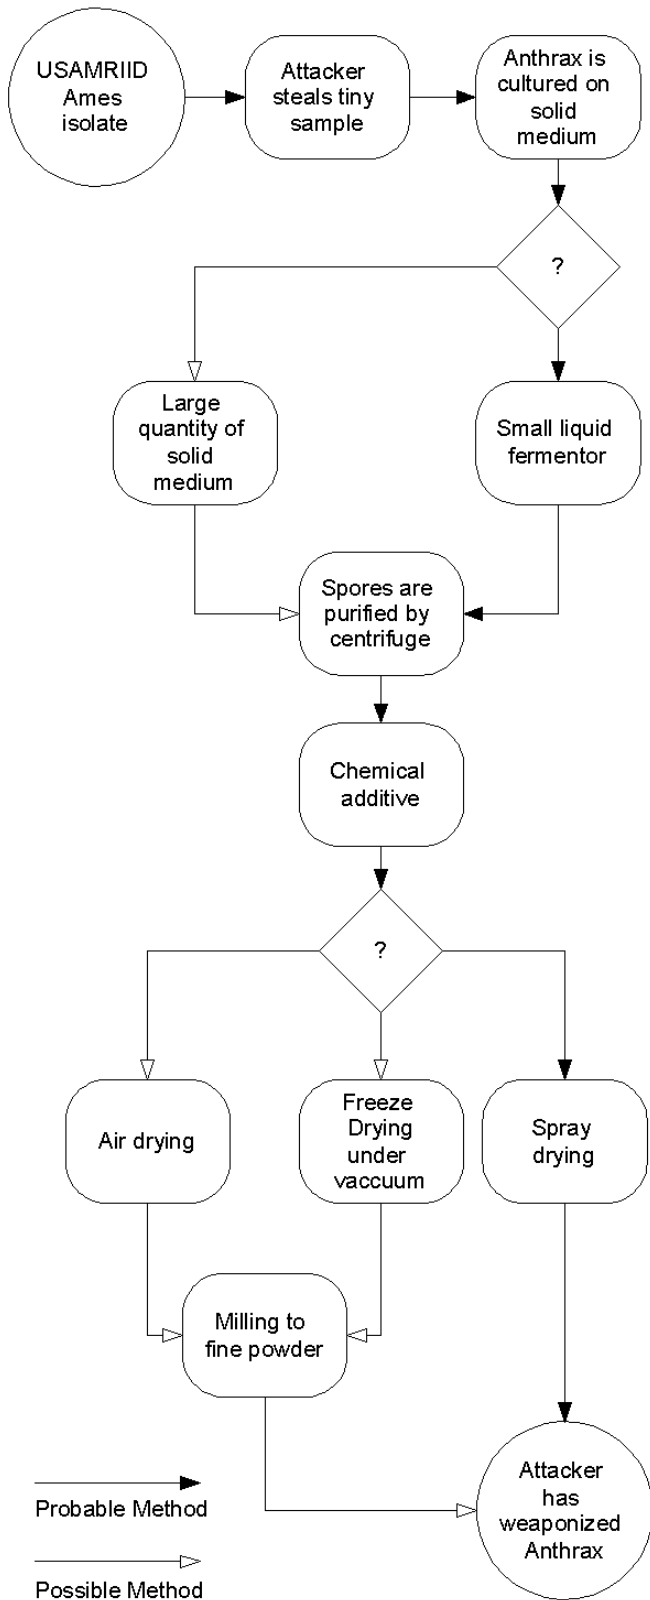 USAMRIID
Ames
isolate
Attacker
steals tiny
sample
Anthrax is
cultured on
solid
medium
?
Large
quantity of
solid
medium
Small liquid
fermentor
Spores are
purified by
centrifuge
Chemical
additive
?
Air drying
Freeze
Drying
under
vaccuum
Spray
drying
Milling to
fine powder
Attacker
has
weaponized
Anthrax
Probable Method
Possible Method